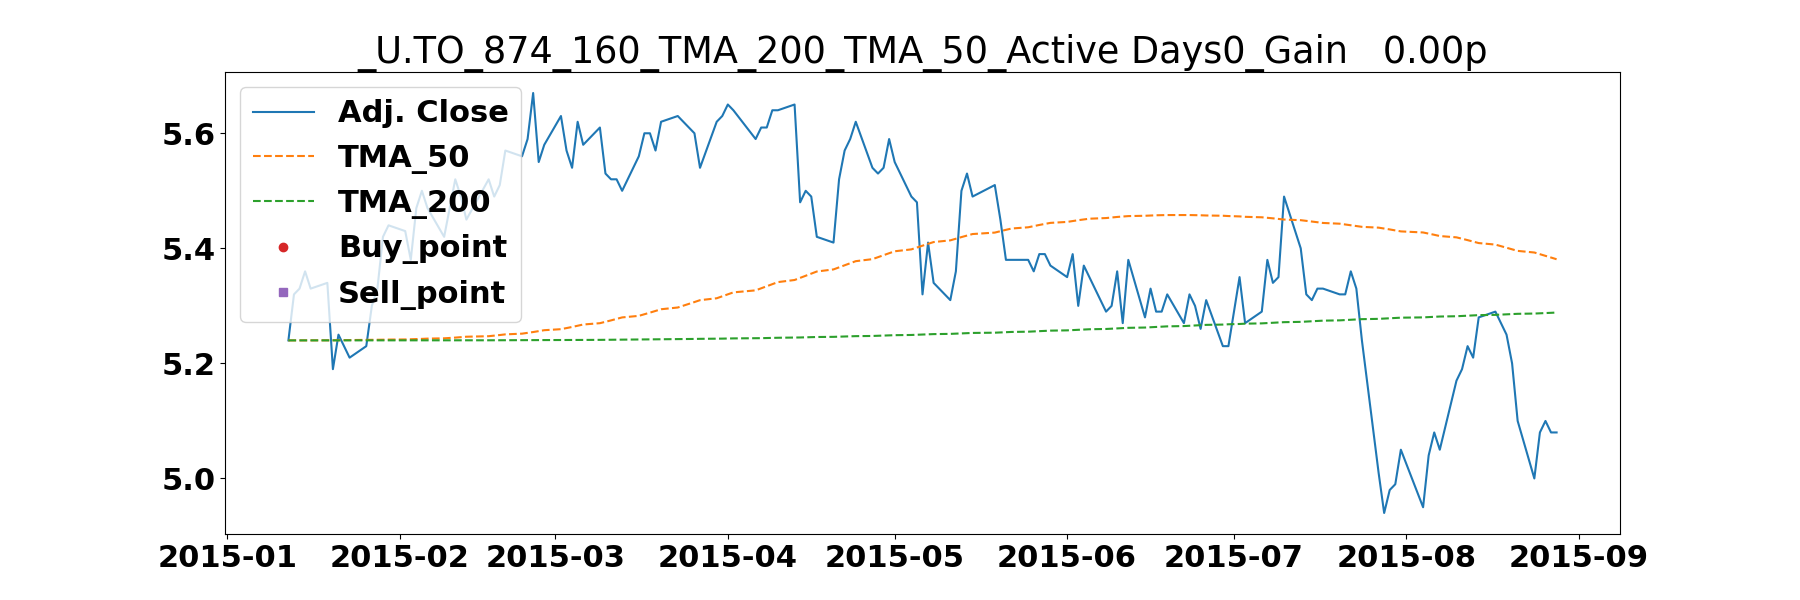 _U.TO_874_160_TMA_200_TMA_50_Active Days0_Gain   0.00p
Adj. Close
TMA_50
TMA_200
Buy_point
Sell_point
5.6
5.4
5.2
5.0
2015-01 2015-02 2015-03 2015-04 2015-05 2015-06 2015-07 2015-08 2015-09